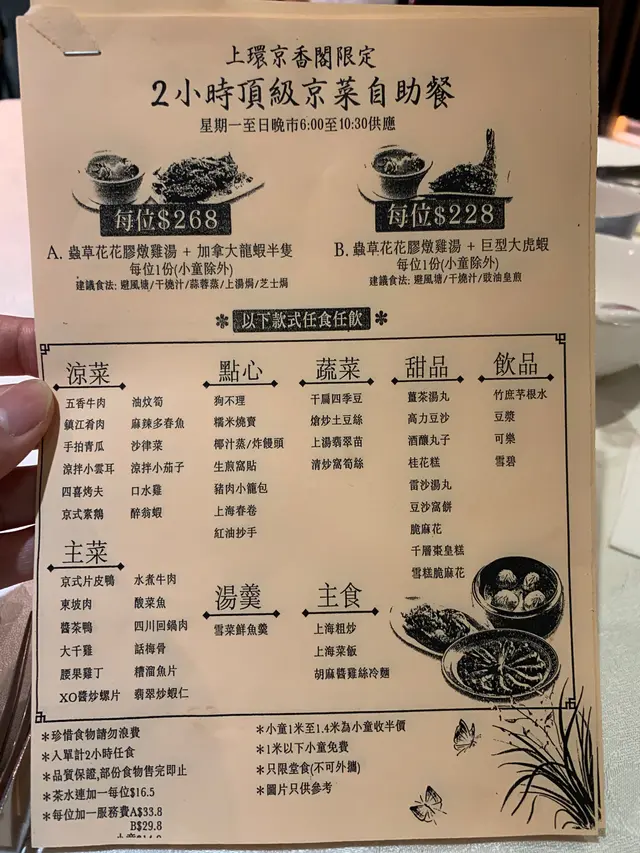 上環京香閣限定
2小時頂級京菜自助餐
星期一至日晚市6:00至10:30供應
每位$268
A. 蟲草花花膠燉雞湯 + 加拿大龍蝦半隻
每位1份(小童除外)
建議食法: 避風塘/干燒汁/蒜蓉蒸/上湯焗/芝士焗
每位$228
B. 蟲草花花膠燉雞湯 + 巨型大虎蝦
每位1份(小童除外)
建議食法: 避風塘/干燒汁/豉油皇煎
＊以下款式任食任飲＊
涼菜
五香牛肉 油炆筍
鎮江肴肉 麻辣多春魚
手拍青瓜 沙律菜
涼拌小雲耳 涼拌小茄子
四喜烤夫 口水雞
京式素鵝 醉翁蝦
點心
狗不理
糯米燒賣
椰汁蒸/炸饅頭
生煎窩貼
豬肉小籠包
上海春卷
紅油抄手
蔬菜
干扁四季豆
熗炒土豆絲
上湯翡翠苗
清炒窩筍絲
甜品
薑茶湯丸
高力豆沙
酒釀丸子
桂花糕
雷沙湯丸
豆沙窩餅
脆麻花
千層棗皇糕
雪糕脆麻花
飲品
竹庶茅根水
豆漿
可樂
雪碧
主菜
京式片皮鴨 水煮牛肉
東坡肉 酸菜魚
醬茶鴨 四川回鍋肉
大千雞 話梅骨
腰果雞丁 糟溜魚片
XO醬炒螺片 翡翠炒蝦仁
湯羹
雪菜鮮魚羹
主食
上海粗炒
上海菜飯
胡麻醬雞絲冷麵
＊珍惜食物請勿浪費
＊入單計2小時任食
＊品質保證,部份食物售完即止
＊茶水連加一每位$16.5
＊每位加一服務費A$33.8
B$29.8
＊小童1米至1.4米為小童收半價
＊1米以下小童免費
＊只限堂食(不可外攜)
＊圖片只供參考